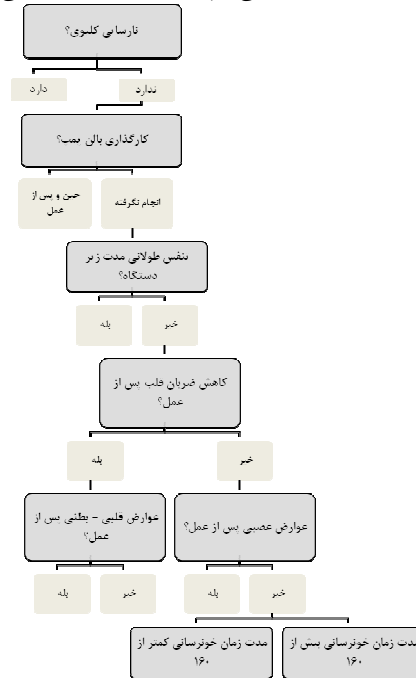 نارسایی کلیوی؟
ندارد
دارد
کارگذاری بالن پمپ؟
انجام نگرفته
حین و پس از
عمل
تنفس طولانی مدت زیر
دستگاه؟
خیر
بله
کاهش ضربان قلب پس از
عمل؟
خیر
بله
عوارض عصبی پس از عمل؟
عوارض قلبی - بطنی پس از
عمل؟
خیر
بله
خیر
بله
مدت زمان خونرسانی بیش از
۱۶۰
مدت زمان خونرسانی کمتر از
۱۶۰